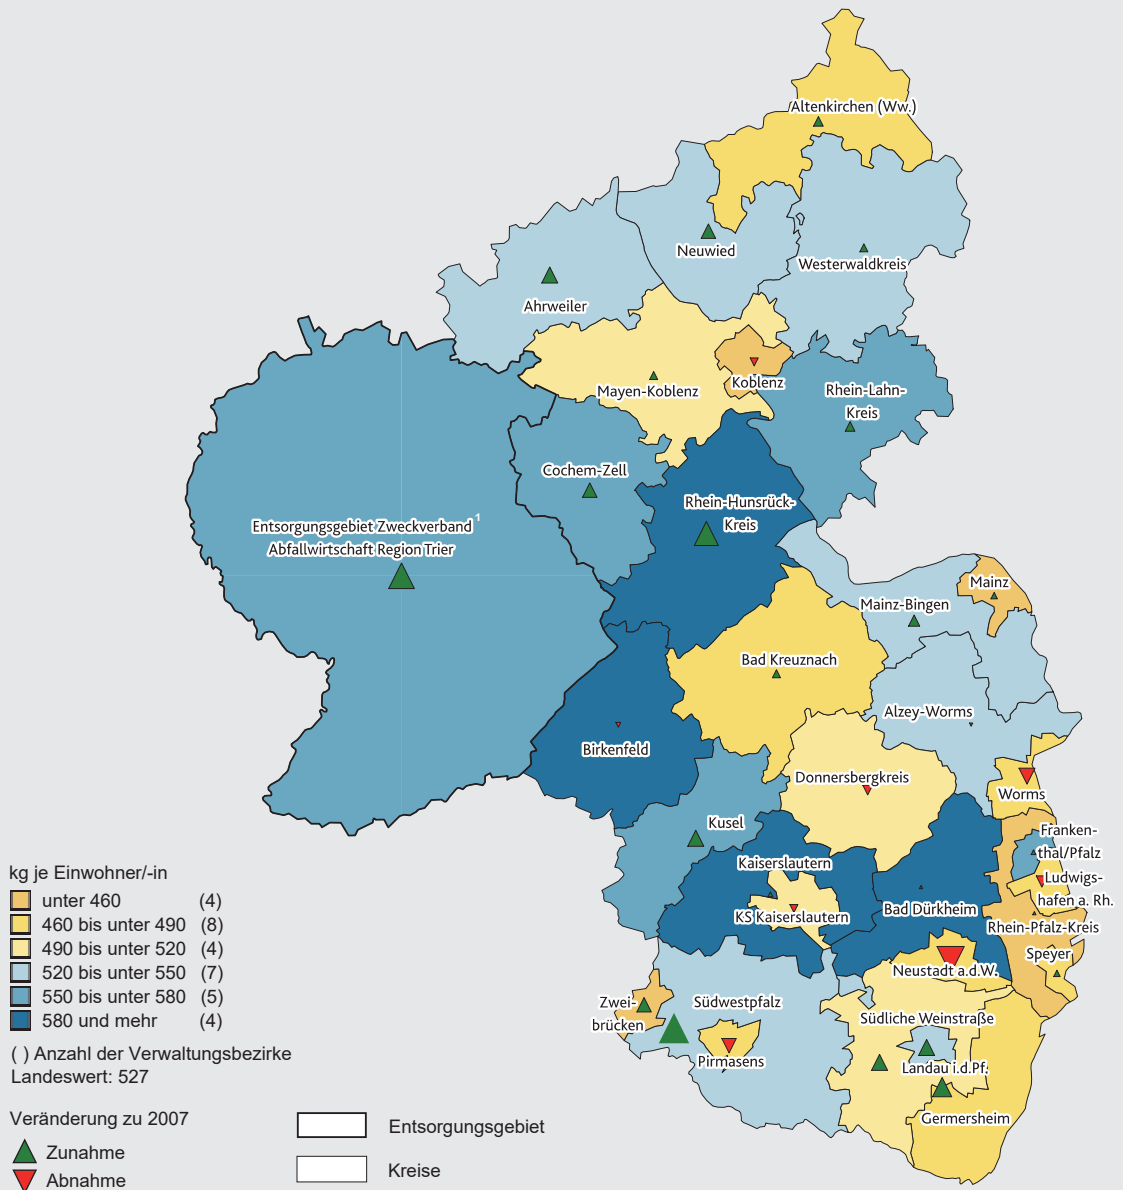 Altenkirchen (Ww.)
Neuwied
Westerwaldkreis
Ahrweiler
Mayen-Koblenz
Koblenz
Rhein-Lahn-
Kreis
Cochem-Zell
Rhein-Hunsrück-
Kreis
Entsorgungsgebiet Zweckverband 1
Abfallwirtschaft Region Trier
Mainz
Mainz-Bingen
Bad Kreuznach
Alzey-Worms
Birkenfeld
Donnersbergkreis
Worms
Kusel
Franken-
thal/Pfalz
Kaiserslautern
Ludwigs-
hafen a. Rh.
KS Kaiserslautern
Bad Dürkheim
Rhein-Pfalz-Kreis
Speyer
Neustadt a.d.W.
Zwei-
brücken
Südwestpfalz
Südliche Weinstraße
Pirmasens
Landau i.d.Pf.
Germersheim
kg je Einwohner/-in
unter 460 (4)
460 bis unter 490 (8)
490 bis unter 520 (4)
520 bis unter 550 (7)
550 bis unter 580 (5)
580 und mehr (4)
( ) Anzahl der Verwaltungsbezirke
Landeswert: 527
Veränderung zu 2007
Zunahme
Abnahme
Entsorgungsgebiet
Kreise